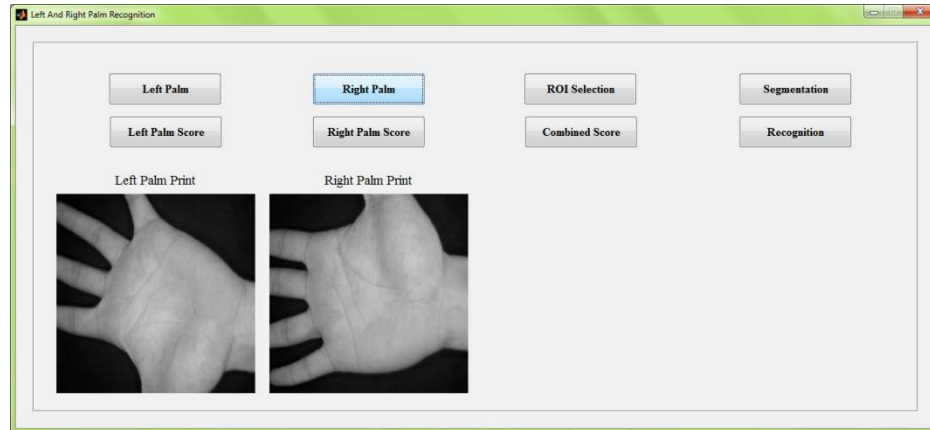 Left And Right Palm Recognition
Left Palm Right Palm ROI Selection Segmentation
Left Palm Score Right Palm Score Combined Score Recognition
Left Palm Print Right Palm Print